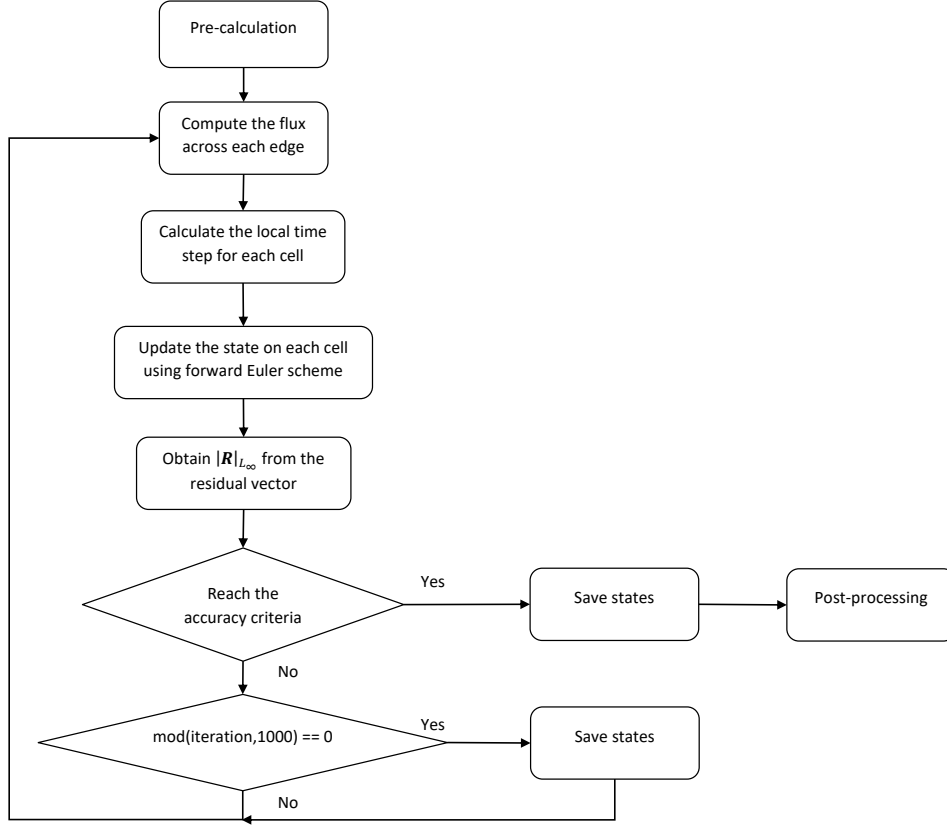 Pre-calculation
Compute the flux
across each edge
Calculate the local time
step for each cell
Update the state on each cell
using forward Euler scheme
Obtain |𝑹|_{L_∞} from the
residual vector
Reach the
accuracy criteria
Yes
Save states
Post-processing
No
mod(iteration,1000) == 0
Yes
Save states
No